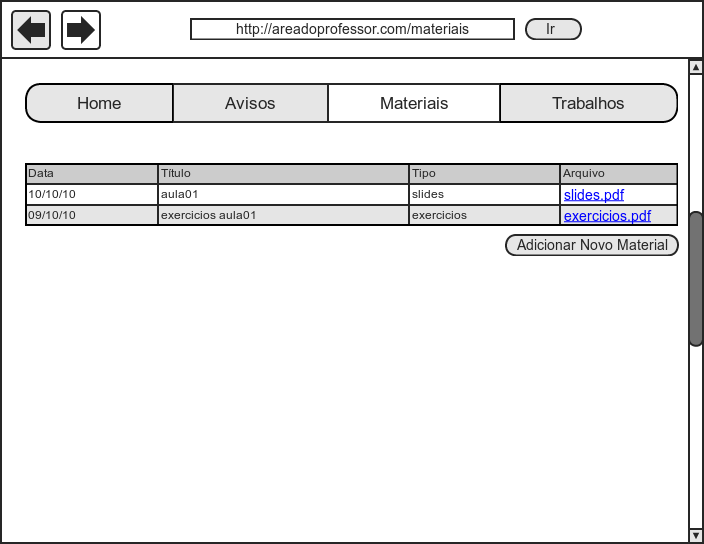 http://areadoprofessor.com/materiais Ir
Home Avisos Materiais Trabalhos
Data Título Tipo Arquivo
10/10/10 aula01 slides slides.pdf
09/10/10 exercicios aula01 exercicios exercicios.pdf
Adicionar Novo Material